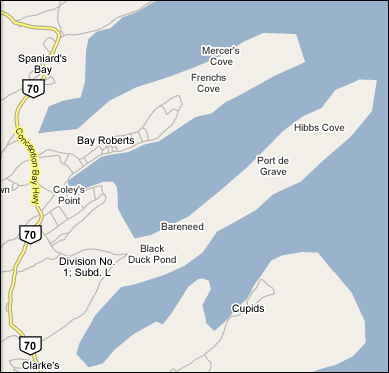 Mercer's
Cove
Spaniard's
Bay
Frenchs
Cove
70
Hibbs Cove
Conception Bay Hwy
Bay Roberts
Port de
Grave
wn
Coley's
Point
Bareneed
70
Black
Duck Pond
Division No.
1; Subd. L
Cupids
70
Clarke's